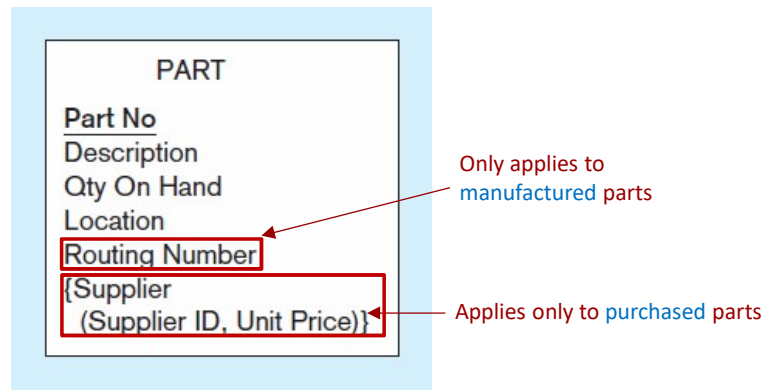 PART
Part No
Description
Qty On Hand
Location
Routing Number
{Supplier
(Supplier ID, Unit Price)}
Only applies to
manufactured parts
Applies only to purchased parts